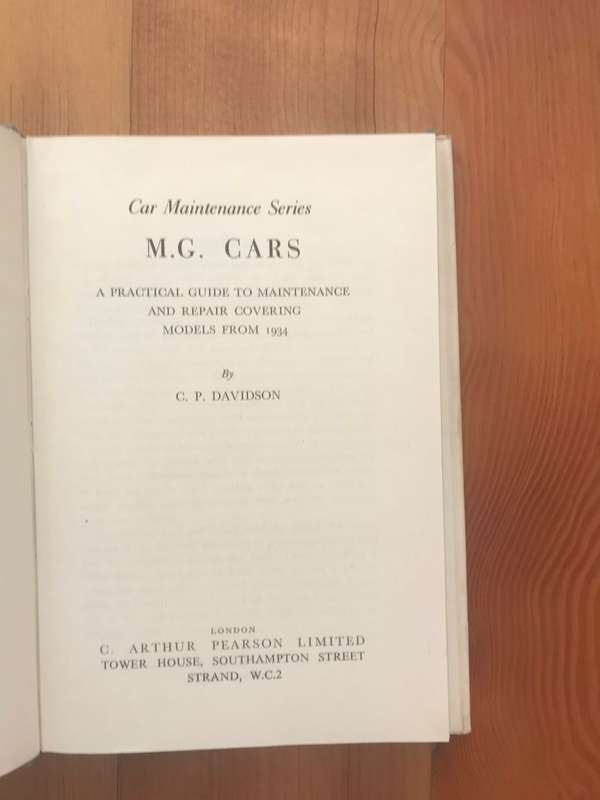 Car Maintenance Series
M.G. CARS
A PRACTICAL GUIDE TO MAINTENANCE
AND REPAIR COVERING
MODELS FROM 1934
By
C. P. DAVIDSON
LONDON
C. ARTHUR PEARSON LIMITED
TOWER HOUSE, SOUTHAMPTON STREET
STRAND, W.C.2